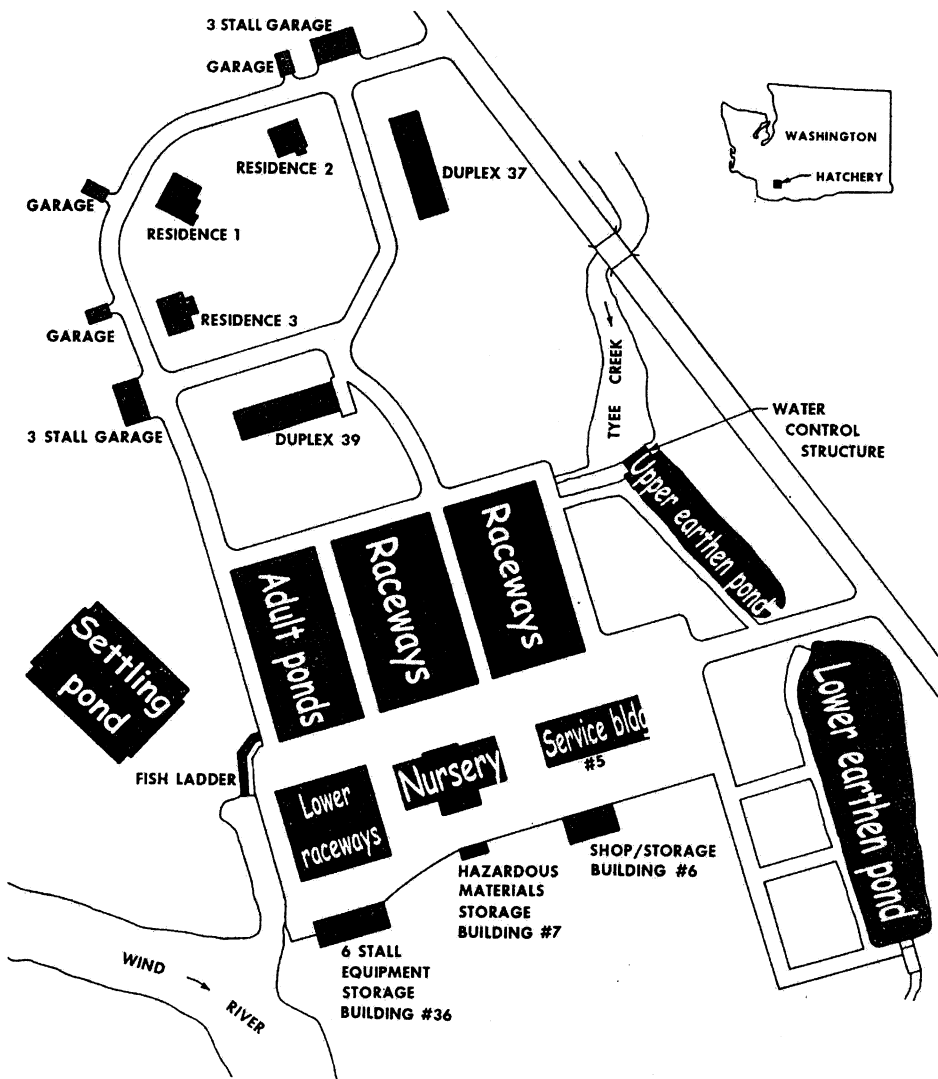 3 STALL GARAGE
GARAGE
WASHINGTON
HATCHERY
RESIDENCE 2
DUPLEX 37
GARAGE
RESIDENCE 1
RESIDENCE 3
GARAGE
TYEE CREEK
3 STALL GARAGE
DUPLEX 39
WATER
CONTROL
STRUCTURE
Upper earthen pond
Raceways
Raceways
Adult ponds
Settling
pond
Lower earthen pond
Service bldg
#5
Nursery
FISH LADDER
Lower
raceways
SHOP/STORAGE
BUILDING #6
HAZARDOUS
MATERIALS
STORAGE
BUILDING #7
6 STALL
EQUIPMENT
STORAGE
BUILDING #36
WIND
RIVER